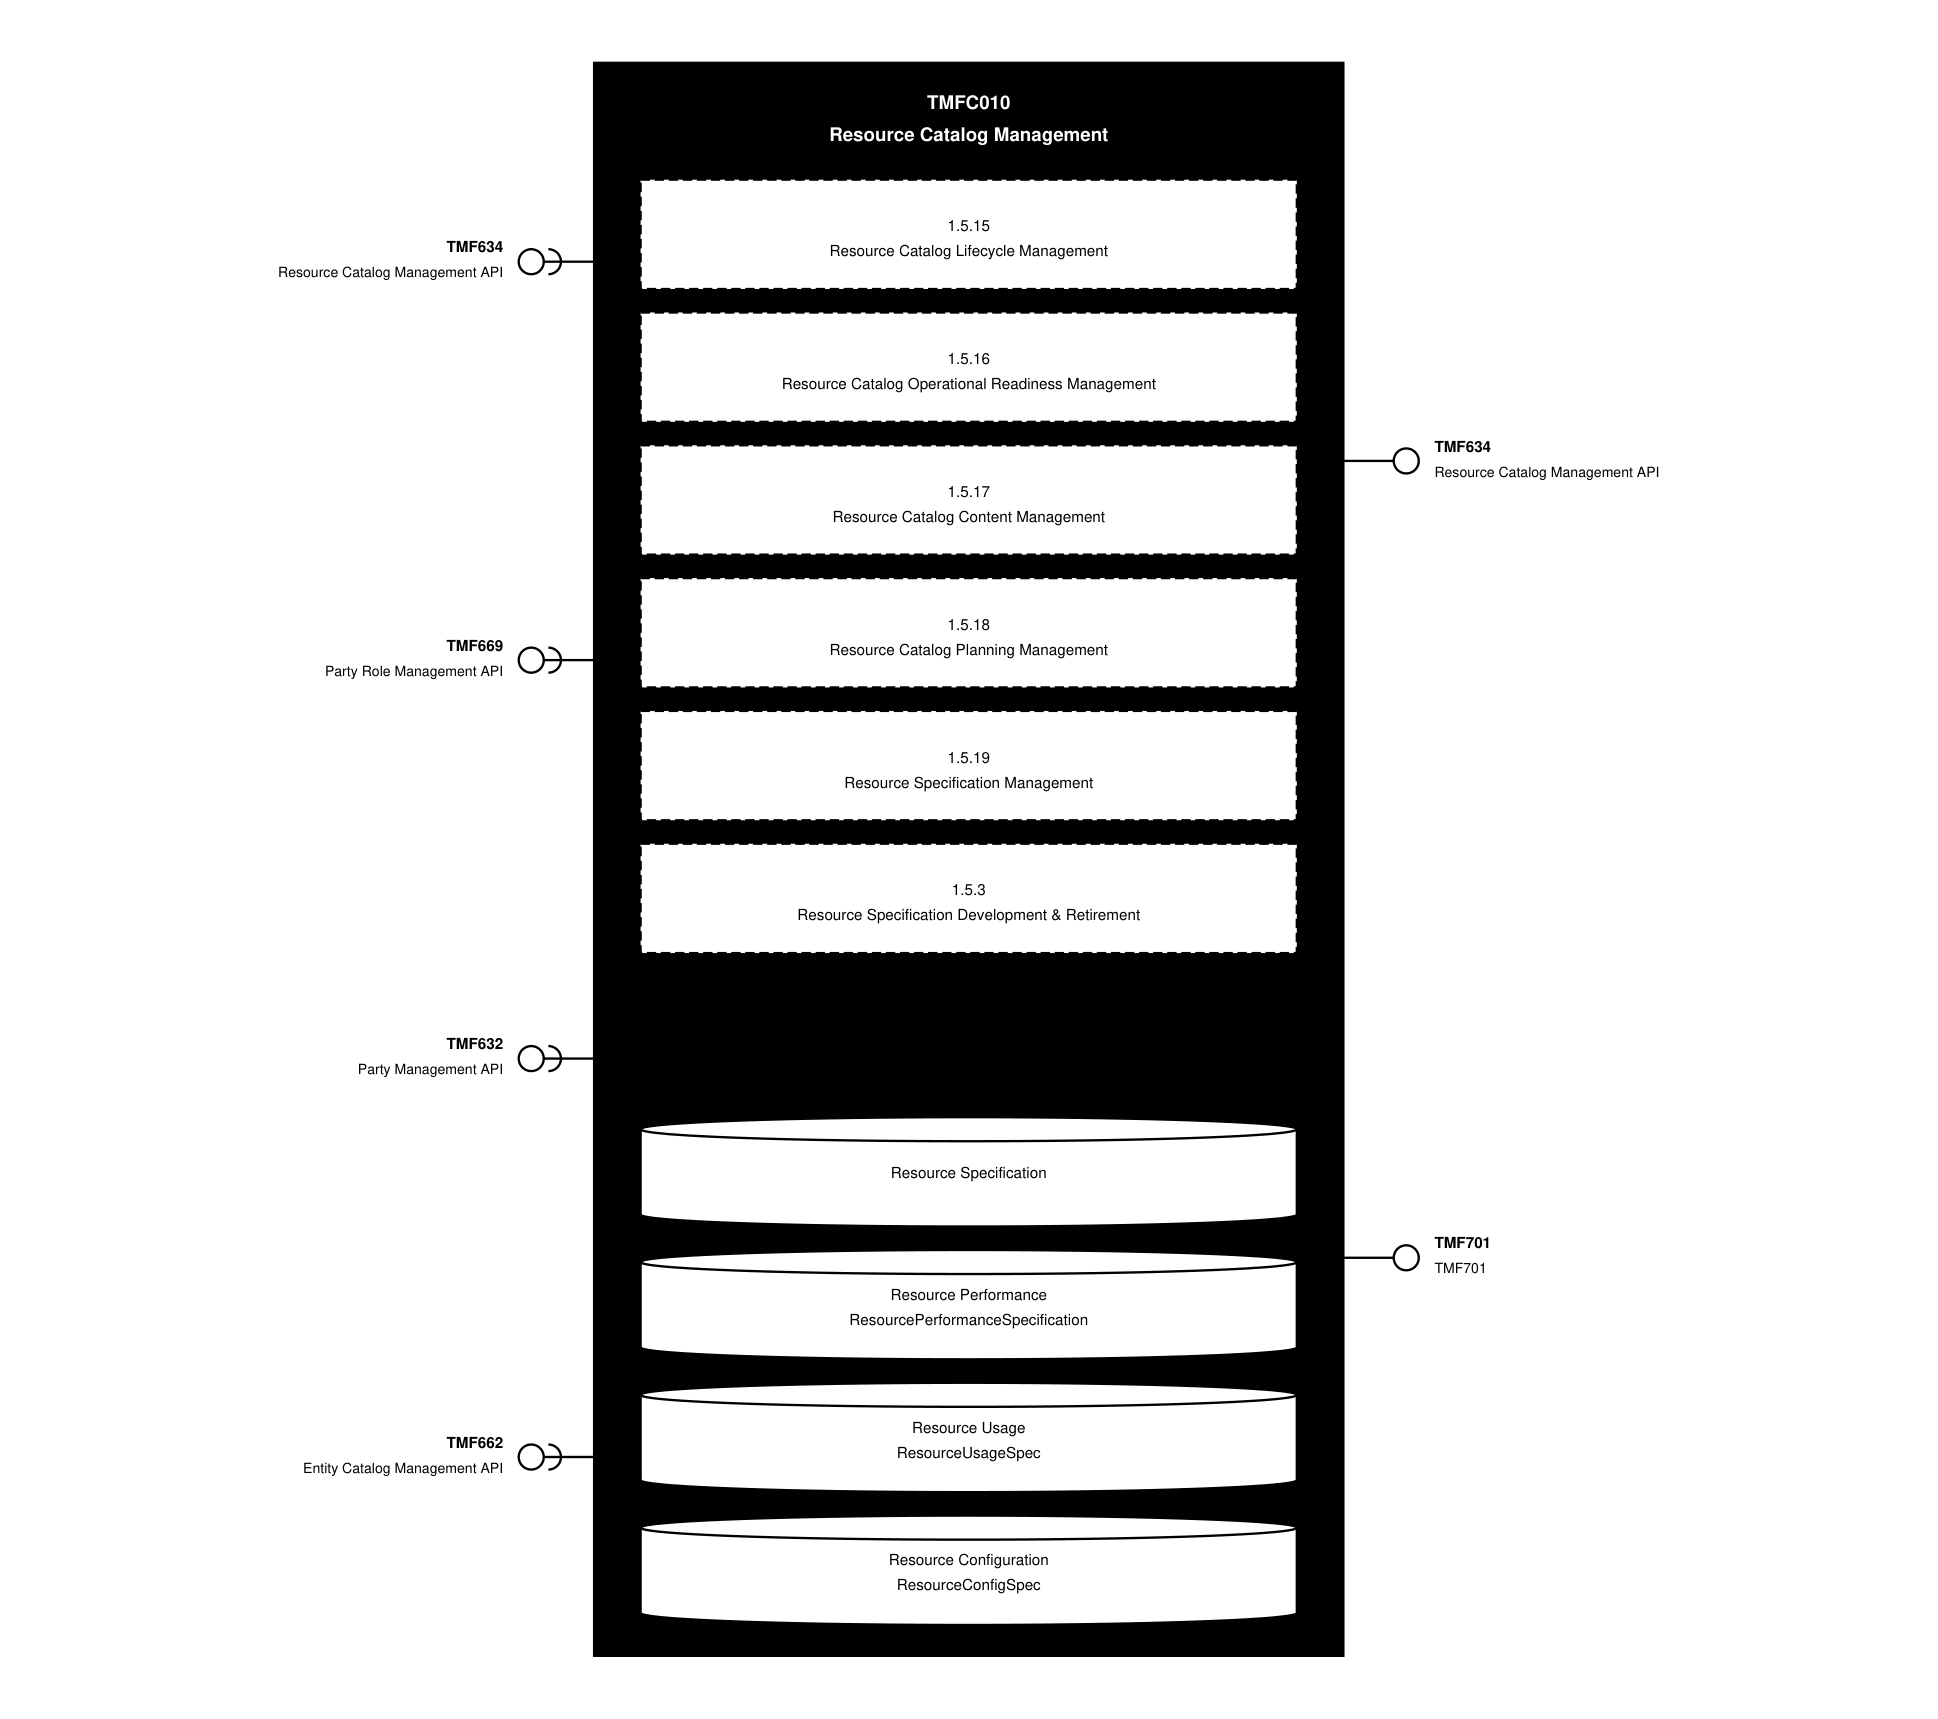 TMFC010
Resource Catalog Management
1.5.15
Resource Catalog Lifecycle Management
TMF634
Resource Catalog Management API
1.5.16
Resource Catalog Operational Readiness Management
TMF634
Resource Catalog Management API
1.5.17
Resource Catalog Content Management
1.5.18
Resource Catalog Planning Management
TMF669
Party Role Management API
1.5.19
Resource Specification Management
1.5.3
Resource Specification Development & Retirement
TMF632
Party Management API
Resource Specification
TMF701
TMF701
Resource Performance
ResourcePerformanceSpecification
Resource Usage
ResourceUsageSpec
TMF662
Entity Catalog Management API
Resource Configuration
ResourceConfigSpec